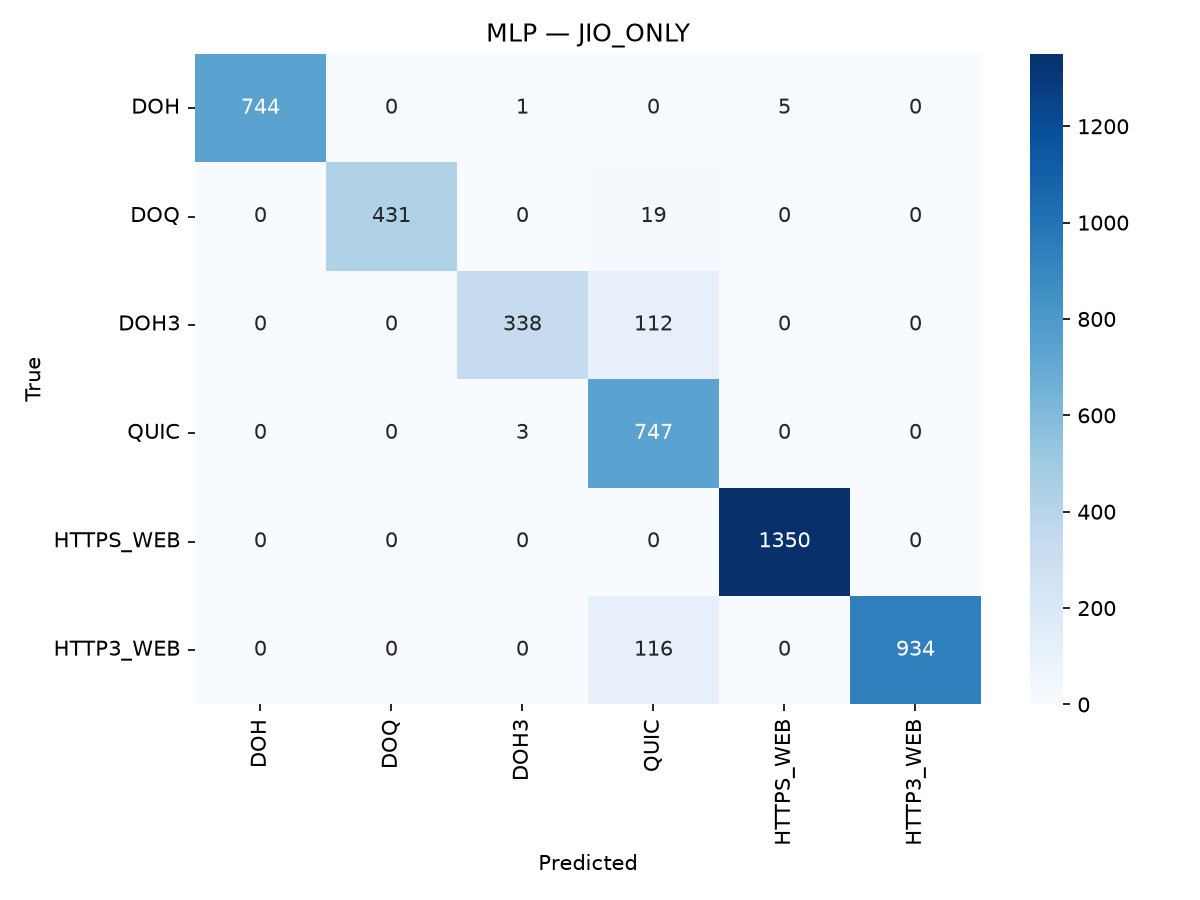 MLP — JIO_ONLY
DOH 744 0 1 0 5 0
DOQ 0 431 0 19 0 0
DOH3 0 0 338 112 0 0
QUIC 0 0 3 747 0 0
HTTPS_WEB 0 0 0 0 1350 0
HTTP3_WEB 0 0 0 116 0 934
True
DOH DOQ DOH3 QUIC HTTPS_WEB HTTP3_WEB
Predicted
1200
1000
800
600
400
200
0